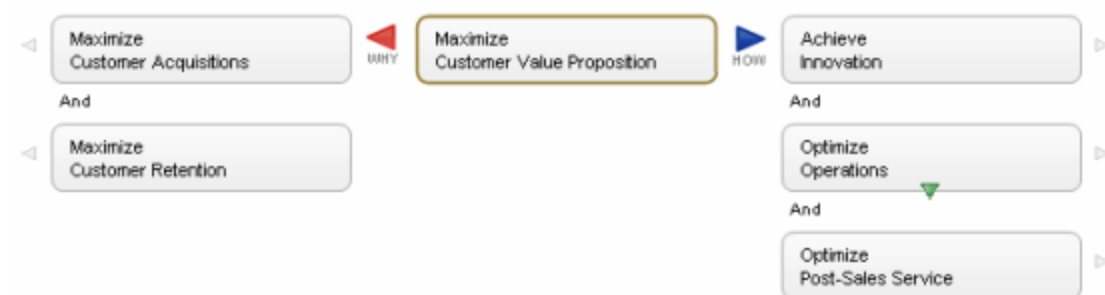 Maximize
Customer Acquisitions
And
Maximize
Customer Retention
WHY
Maximize
Customer Value Proposition
HOW
Achieve
Innovation
And
Optimize
Operations
And
Optimize
Post-Sales Service